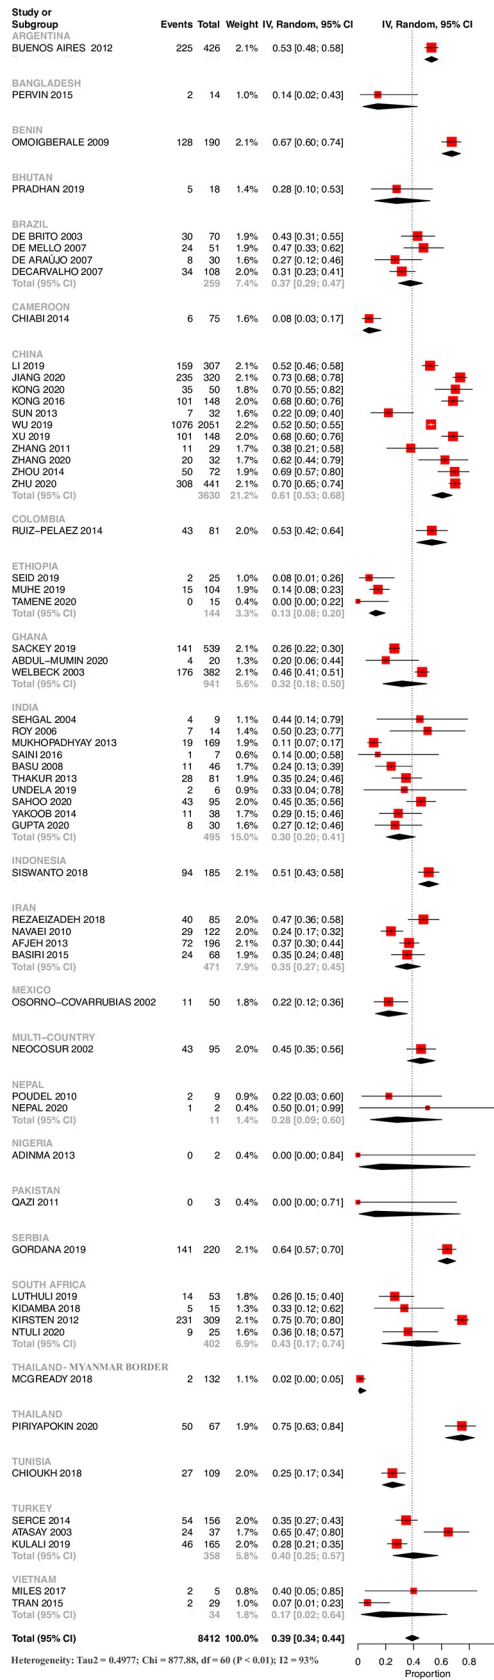 Study or
Subgroup Events Total Weight IV, Random, 95% CI IV, Random, 95% CI
ARGENTINA
BUENOS AIRES 2012 225 426 2.1% 0.53 [0.48; 0.58]
BANGLADESH
PERVIN 2015 2 14 1.0% 0.14 [0.02; 0.43]
BENIN
OMOIGBERALE 2009 128 190 2.1% 0.67 [0.60; 0.74]
BHUTAN
PRADHAN 2019 5 18 1.4% 0.28 [0.10; 0.53]
BRAZIL
DE BRITO 2003 30 70 1.9% 0.43 [0.31; 0.55]
DE MELLO 2007 24 51 1.9% 0.47 [0.33; 0.62]
DE ARAÚJO 2007 8 30 1.6% 0.27 [0.12; 0.46]
DECARVALHO 2007 34 108 2.0% 0.31 [0.23; 0.41]
Total (95% CI) 259 7.4% 0.37 [0.29; 0.47]
CAMEROON
CHIABI 2014 6 75 1.6% 0.08 [0.03; 0.17]
CHINA
LI 2019 159 307 2.1% 0.52 [0.46; 0.58]
JIANG 2020 235 320 2.1% 0.73 [0.68; 0.78]
KONG 2020 35 50 1.8% 0.70 [0.55; 0.82]
KONG 2016 101 148 2.0% 0.68 [0.60; 0.76]
SUN 2013 7 32 1.6% 0.22 [0.09; 0.40]
WU 2019 1076 2051 2.2% 0.52 [0.50; 0.55]
XU 2019 101 148 2.0% 0.68 [0.60; 0.76]
ZHANG 2011 11 29 1.7% 0.38 [0.21; 0.58]
ZHANG 2020 20 32 1.7% 0.62 [0.44; 0.79]
ZHOU 2014 50 72 1.9% 0.69 [0.57; 0.80]
ZHU 2020 308 441 2.1% 0.70 [0.65; 0.74]
Total (95% CI) 3630 21.2% 0.61 [0.53; 0.68]
COLOMBIA
RUIZ−PELAEZ 2014 43 81 2.0% 0.53 [0.42; 0.64]
ETHIOPIA
SEID 2019 2 25 1.0% 0.08 [0.01; 0.26]
MUHE 2019 15 104 1.9% 0.14 [0.08; 0.23]
TAMENE 2020 0 15 0.4% 0.00 [0.00; 0.22]
Total (95% CI) 144 3.3% 0.13 [0.08; 0.20]
GHANA
SACKEY 2019 141 539 2.1% 0.26 [0.22; 0.30]
ABDUL−MUMIN 2020 4 20 1.4% 0.20 [0.06; 0.44]
WELBECK 2003 176 382 2.1% 0.46 [0.41; 0.51]
Total (95% CI) 941 5.6% 0.32 [0.18; 0.50]
INDIA
SEHGAL 2004 4 9 1.1% 0.44 [0.14; 0.79]
ROY 2006 7 14 1.4% 0.50 [0.23; 0.77]
MUKHOPADHYAY 2013 19 169 2.0% 0.11 [0.07; 0.17]
SAINI 2016 1 7 0.7% 0.14 [0.00; 0.58]
BASU 2008 11 46 1.8% 0.24 [0.13; 0.39]
THAKUR 2013 28 81 1.9% 0.35 [0.24; 0.46]
UNDELA 2019 2 6 0.9% 0.33 [0.04; 0.78]
SAHOO 2020 43 95 2.0% 0.45 [0.35; 0.56]
YAKOOB 2014 11 38 1.7% 0.29 [0.15; 0.46]
GUPTA 2020 8 30 1.6% 0.27 [0.12; 0.46]
Total (95% CI) 495 15.0% 0.30 [0.20; 0.41]
INDONESIA
SISWANTO 2018 94 185 2.1% 0.51 [0.43; 0.58]
IRAN
REZAEIZADEH 2018 40 85 2.0% 0.47 [0.36; 0.58]
NAVAEI 2010 29 122 2.0% 0.24 [0.17; 0.32]
AFJEH 2013 72 196 2.1% 0.37 [0.30; 0.44]
BASIRI 2015 24 68 1.9% 0.35 [0.24; 0.48]
Total (95% CI) 471 7.9% 0.35 [0.27; 0.45]
MEXICO
OSORNO−COVARRUBIAS 2002 11 50 1.8% 0.22 [0.12; 0.36]
MULTI−COUNTRY
NEOCOSUR 2002 43 95 2.0% 0.45 [0.35; 0.56]
NEPAL
POUDEL 2010 2 9 0.9% 0.22 [0.03; 0.60]
NEPAL 2020 1 2 0.4% 0.50 [0.01; 0.99]
Total (95% CI) 11 1.4% 0.28 [0.09; 0.60]
NIGERIA
ADINMA 2013 0 2 0.4% 0.00 [0.00; 0.84]
PAKISTAN
QAZI 2011 0 3 0.4% 0.00 [0.00; 0.71]
SERBIA
GORDANA 2019 141 220 2.1% 0.64 [0.57; 0.70]
SOUTH AFRICA
LUTHULI 2019 14 53 1.8% 0.26 [0.15; 0.40]
KIDAMBA 2018 5 15 1.4% 0.33 [0.12; 0.62]
KIRSTEN 2012 231 309 2.1% 0.75 [0.70; 0.80]
NTULI 2020 9 25 1.6% 0.36 [0.18; 0.57]
Total (95% CI) 402 6.9% 0.43 [0.17; 0.74]
THAILAND- MYANMAR BORDER
MCGREADY 2018 2 132 1.1% 0.02 [0.00; 0.05]
THAILAND
PIRIYAPOKIN 2020 50 67 1.9% 0.75 [0.63; 0.84]
TUNISIA
CHIOUKH 2018 27 109 2.0% 0.25 [0.17; 0.34]
TURKEY
SERCE 2014 54 156 2.0% 0.35 [0.27; 0.43]
ATASAY 2003 24 37 1.7% 0.65 [0.47; 0.80]
KULALI 2019 46 165 2.0% 0.28 [0.21; 0.35]
Total (95% CI) 358 5.8% 0.40 [0.25; 0.57]
VIETNAM
MILES 2017 2 5 0.8% 0.40 [0.05; 0.85]
TRAN 2015 2 29 1.0% 0.07 [0.01; 0.23]
Total (95% CI) 34 1.8% 0.17 [0.02; 0.64]
Total (95% CI) 8412 100.0% 0.39 [0.34; 0.44]
Heterogeneity: Tau2 = 0.4977; Chi = 877.88, df = 60 (P < 0.01); I2 = 93%
0 0.2 0.4 0.6 0.8
Proportion